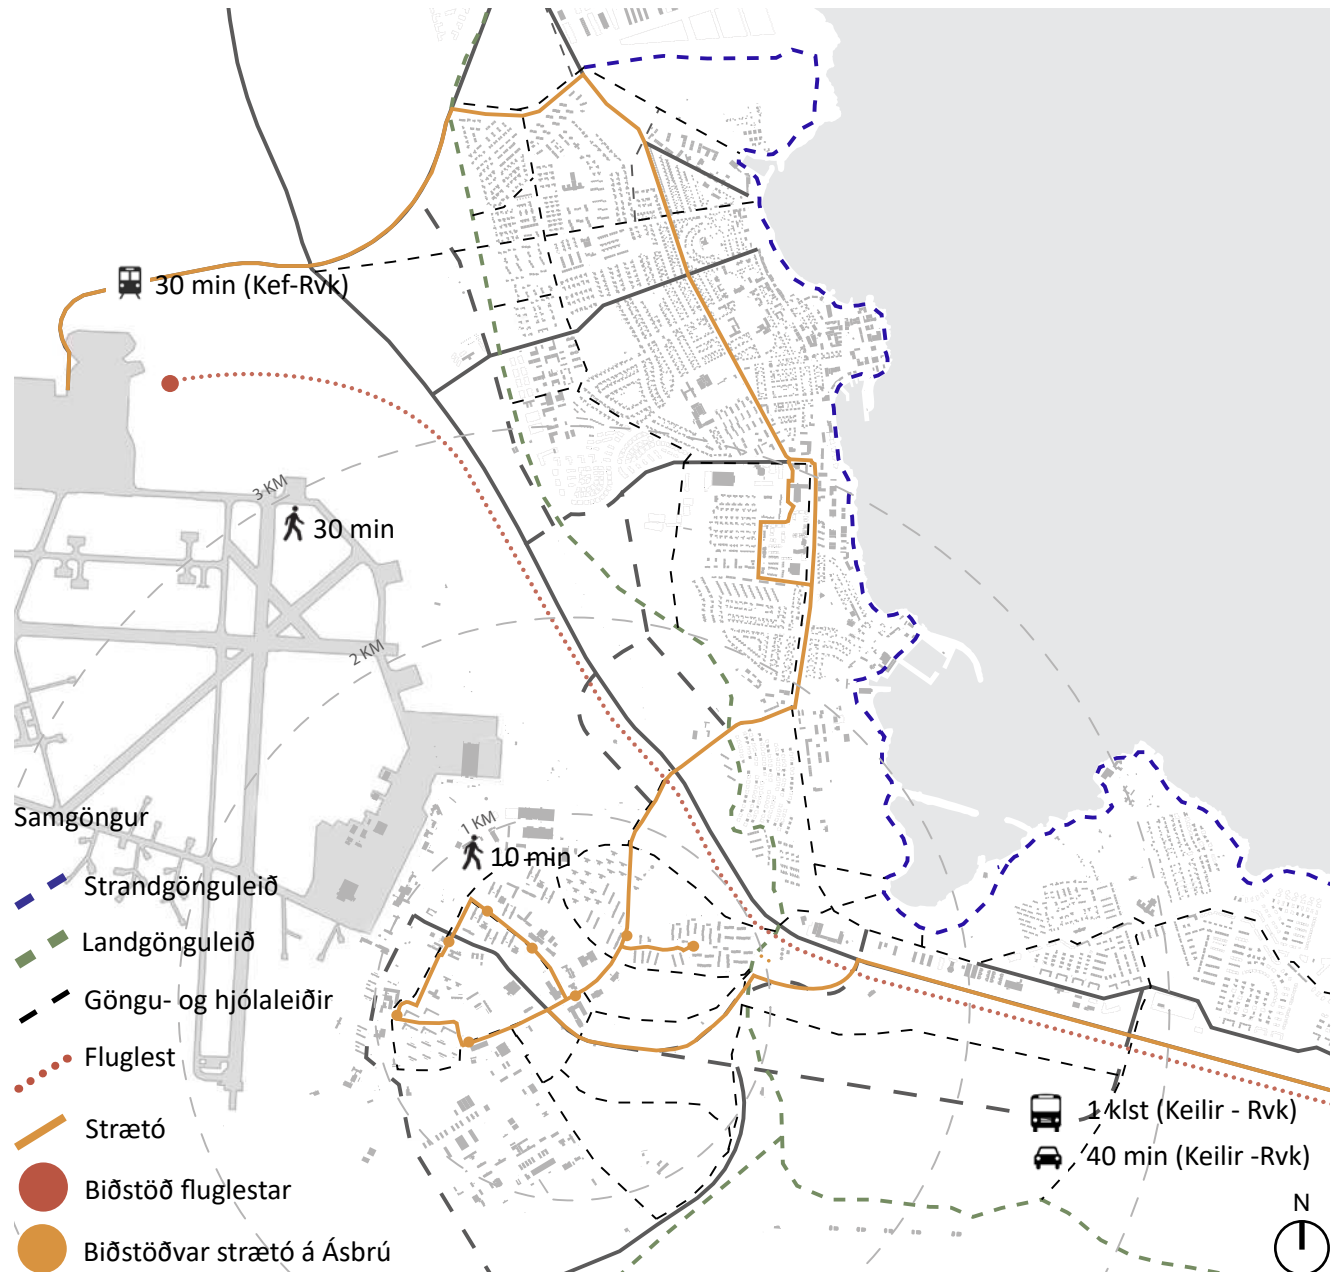 30 min (Kef-Rvk)
3 KM
30 min
2 KM
1 KM
10 min
Samgöngur
Strandgönguleið
Landgönguleið
Göngu- og hjólaleiðir
Fluglest
Strætó
Biðstöð fluglestar
Biðstöðvar strætó á Ásbrú
1 klst (Keilir - Rvk)
40 min (Keilir -Rvk)
N